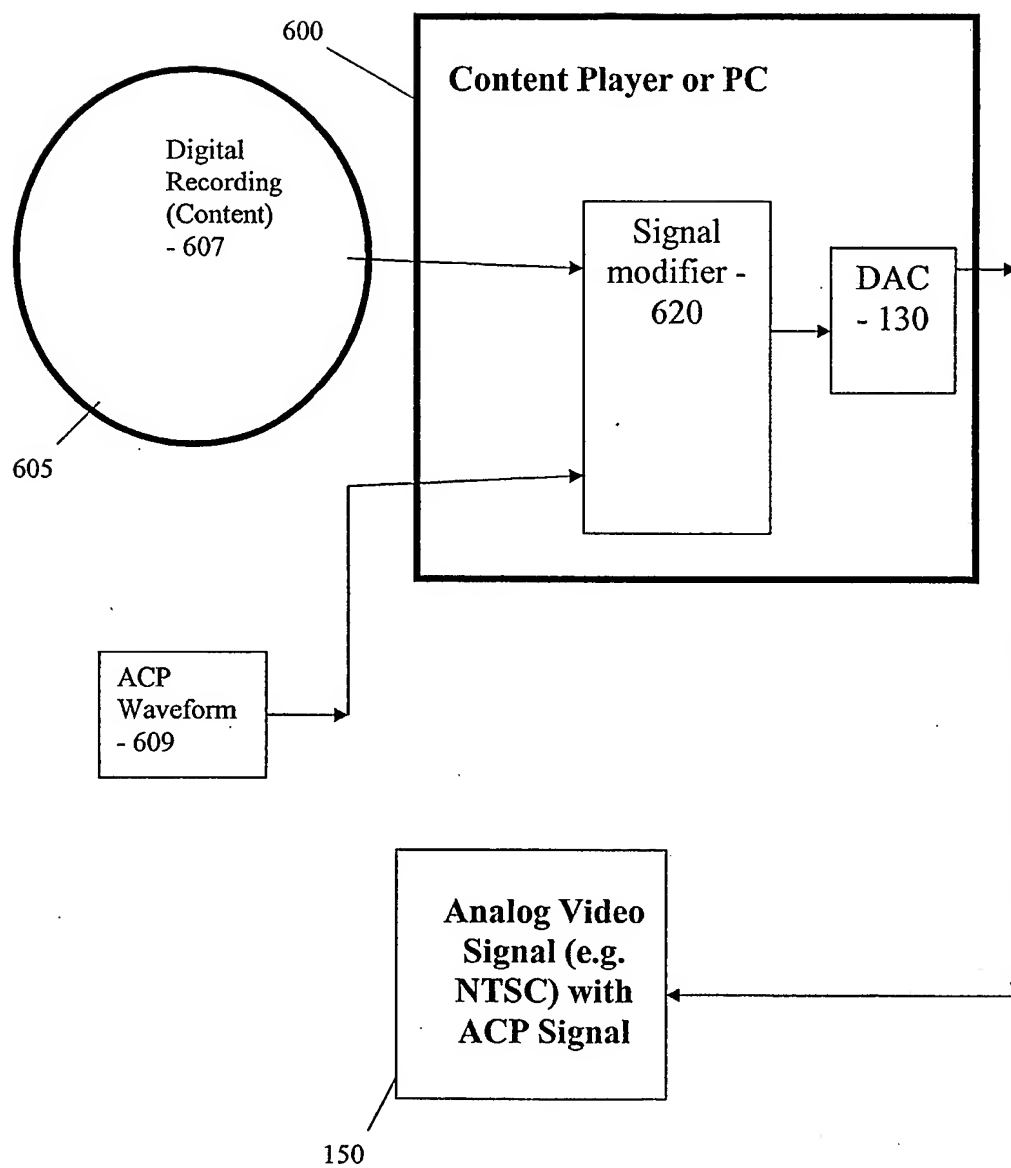 600
Content Player or PC
Digital
Recording
(Content)
- 607
Signal
modifier -
620
DAC
- 130
605
ACP
Waveform
- 609
Analog Video
Signal (e.g.
NTSC) with
ACP Signal
150